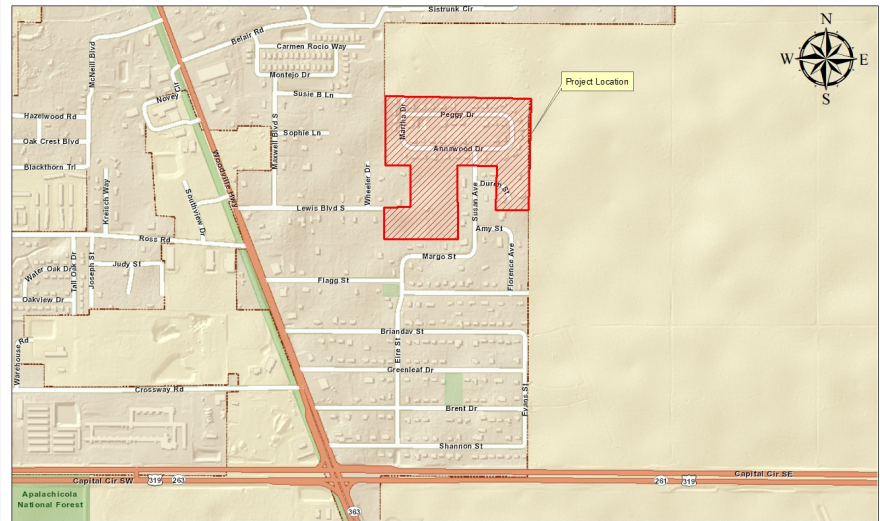 Sistrunk Cir
N
W
E
S
Belair Rd
Carmen Rocio Way
McNeill Blvd
Montejo Dr
Project Location
Novey Cir
Susie B Ln
Martha Dr
Peggy Dr
Hazelwood Rd
Sophie Ln
Oak Crest Blvd
Maxwell Blvd S
Annawood Dr
Woodville Hwy
Blackthorn Trl
Wheeler Dr
Kreisch Way
Southview Dr
Susan Ave
Lewis Blvd S
Amy St
Ross Rd
Florence Ave
Margo St
Judy St
Joseph St
Water Oak Dr
Tall Oak Dr
Flagg St
Oakview Dr
Warehouse Rd
Eire St
Greenleaf Dr
Crossway Rd
Brent Dr
Evans St
Shannon St
Capital Cir SW
319
263
261
319
Capital Cir SE
Apalachicola
National Forest
363